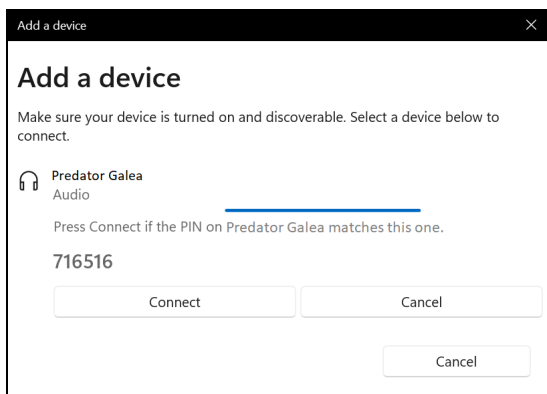 Add a device
Add a device
Make sure your device is turned on and discoverable. Select a device below to
connect.
Predator Galea
Audio
Press Connect if the PIN on Predator Galea matches this one.
716516
Connect Cancel
Cancel